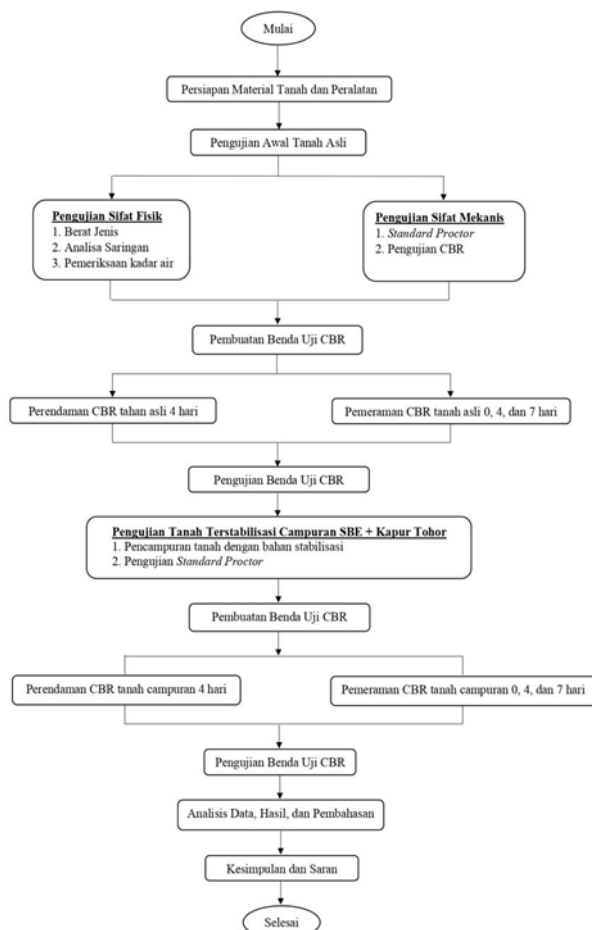 Mulai
Persiapan Material Tanah dan Peralatan
Pengujian Awal Tanah Asli
Pengujian Sifat Fisik
1. Berat Jenis
2. Analisa Saringan
3. Pemeriksaan kadar air
Pengujian Sifat Mekanis
1. Standard Proctor
2. Pengujian CBR
Pembuatan Benda Uji CBR
Perendaman CBR tahan asli 4 hari
Pemeraman CBR tanah asli 0, 4, dan 7 hari
Pengujian Benda Uji CBR
Pengujian Tanah Terstabilisasi Campuran SBE + Kapur Tohor
1. Pencampuran tanah dengan bahan stabilisasi
2. Pengujian Standard Proctor
Pembuatan Benda Uji CBR
Perendaman CBR tanah campuran 4 hari
Pemeraman CBR tanah campuran 0, 4, dan 7 hari
Pengujian Benda Uji CBR
Analisis Data, Hasil, dan Pembahasan
Kesimpulan dan Saran
Selesai